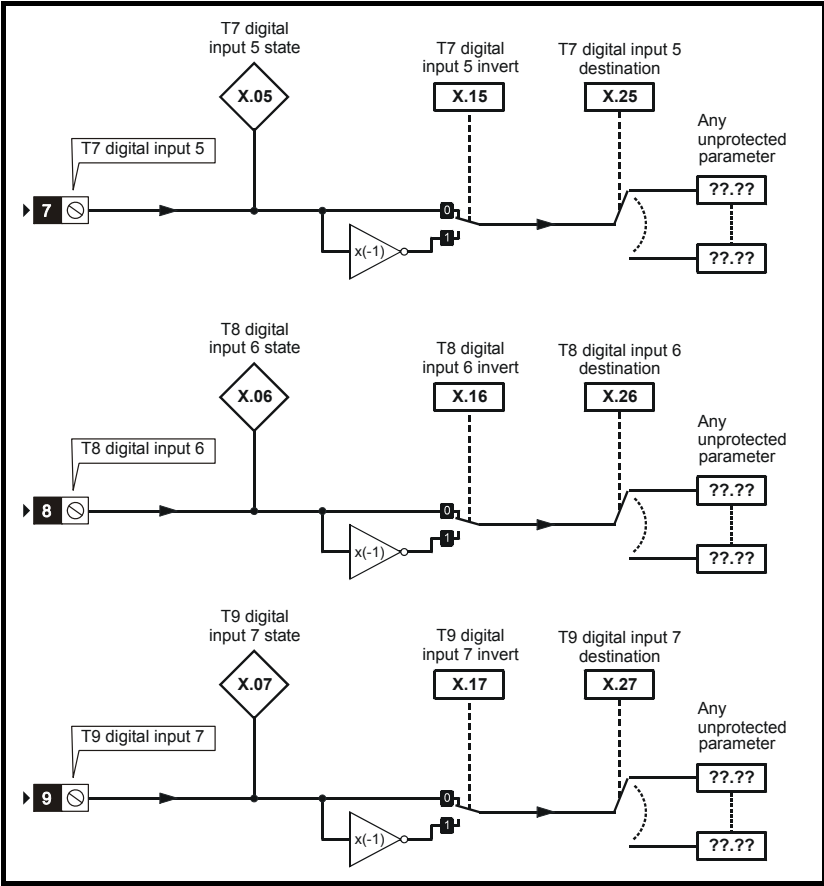 T7 digital
input 5 state
T7 digital
input 5 invert
T7 digital input 5
destination
X.05
X.15
X.25
Any
unprotected
parameter
T7 digital input 5
7
0
1
x(-1)
??.??
??.??
T8 digital
input 6 state
T8 digital
input 6 invert
T8 digital input 6
destination
X.06
X.16
X.26
Any
unprotected
parameter
T8 digital input 6
8
0
1
x(-1)
??.??
??.??
T9 digital
input 7 state
T9 digital
input 7 invert
T9 digital input 7
destination
X.07
X.17
X.27
Any
unprotected
parameter
T9 digital input 7
9
0
1
x(-1)
??.??
??.??